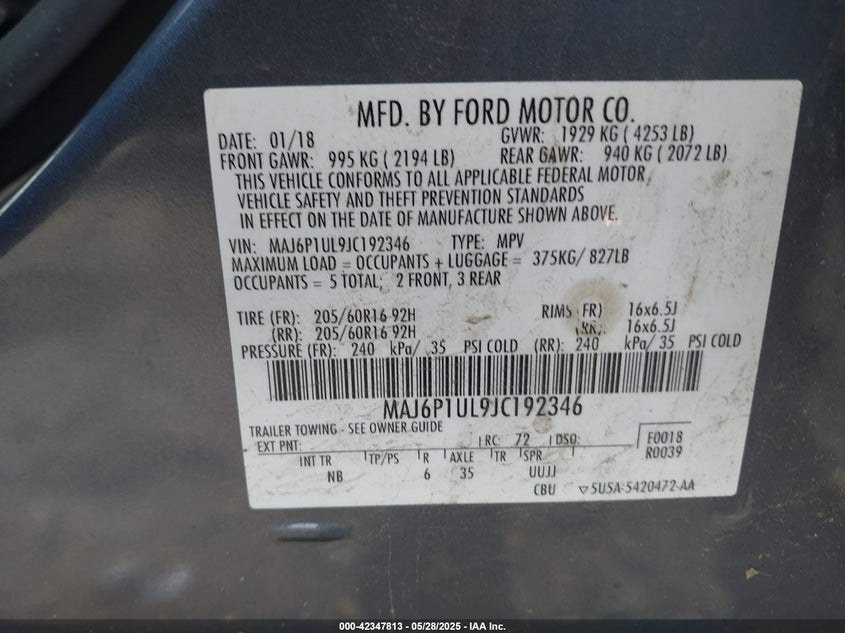 MFD. BY FORD MOTOR CO.
DATE: 01/18 GVWR: 1929 KG ( 4253 LB)
FRONT GAWR: 995 KG ( 2194 LB) REAR GAWR: 940 KG ( 2072 LB)
THIS VEHICLE CONFORMS TO ALL APPLICABLE FEDERAL MOTOR
VEHICLE SAFETY AND THEFT PREVENTION STANDARDS
IN EFFECT ON THE DATE OF MANUFACTURE SHOWN ABOVE.
VIN: MAJ6P1UL9JC192346 TYPE: MPV
MAXIMUM LOAD = OCCUPANTS + LUGGAGE = 375KG/ 827LB
OCCUPANTS = 5 TOTAL; 2 FRONT, 3 REAR
TIRE (FR): 205/60R16 92H RIMS (FR) 16x6.5J
(RR): 205/60R16 92H (RR): 16x6.5J
PRESSURE (FR): 240 kPa/ 35 PSI COLD (RR): 240 kPa/ 35 PSI COLD
MAJ6P1UL9JC192346
TRAILER TOWING - SEE OWNER GUIDE
EXT PNT: RC: 72 DSO: F0018
R0039
INT TR TP/PS R AXLE TR SPR
NB 6 35 UUJJ
CBU ▽5U5A-5420472-AA
000-42347813 - 05/28/2025 - IAA Inc.